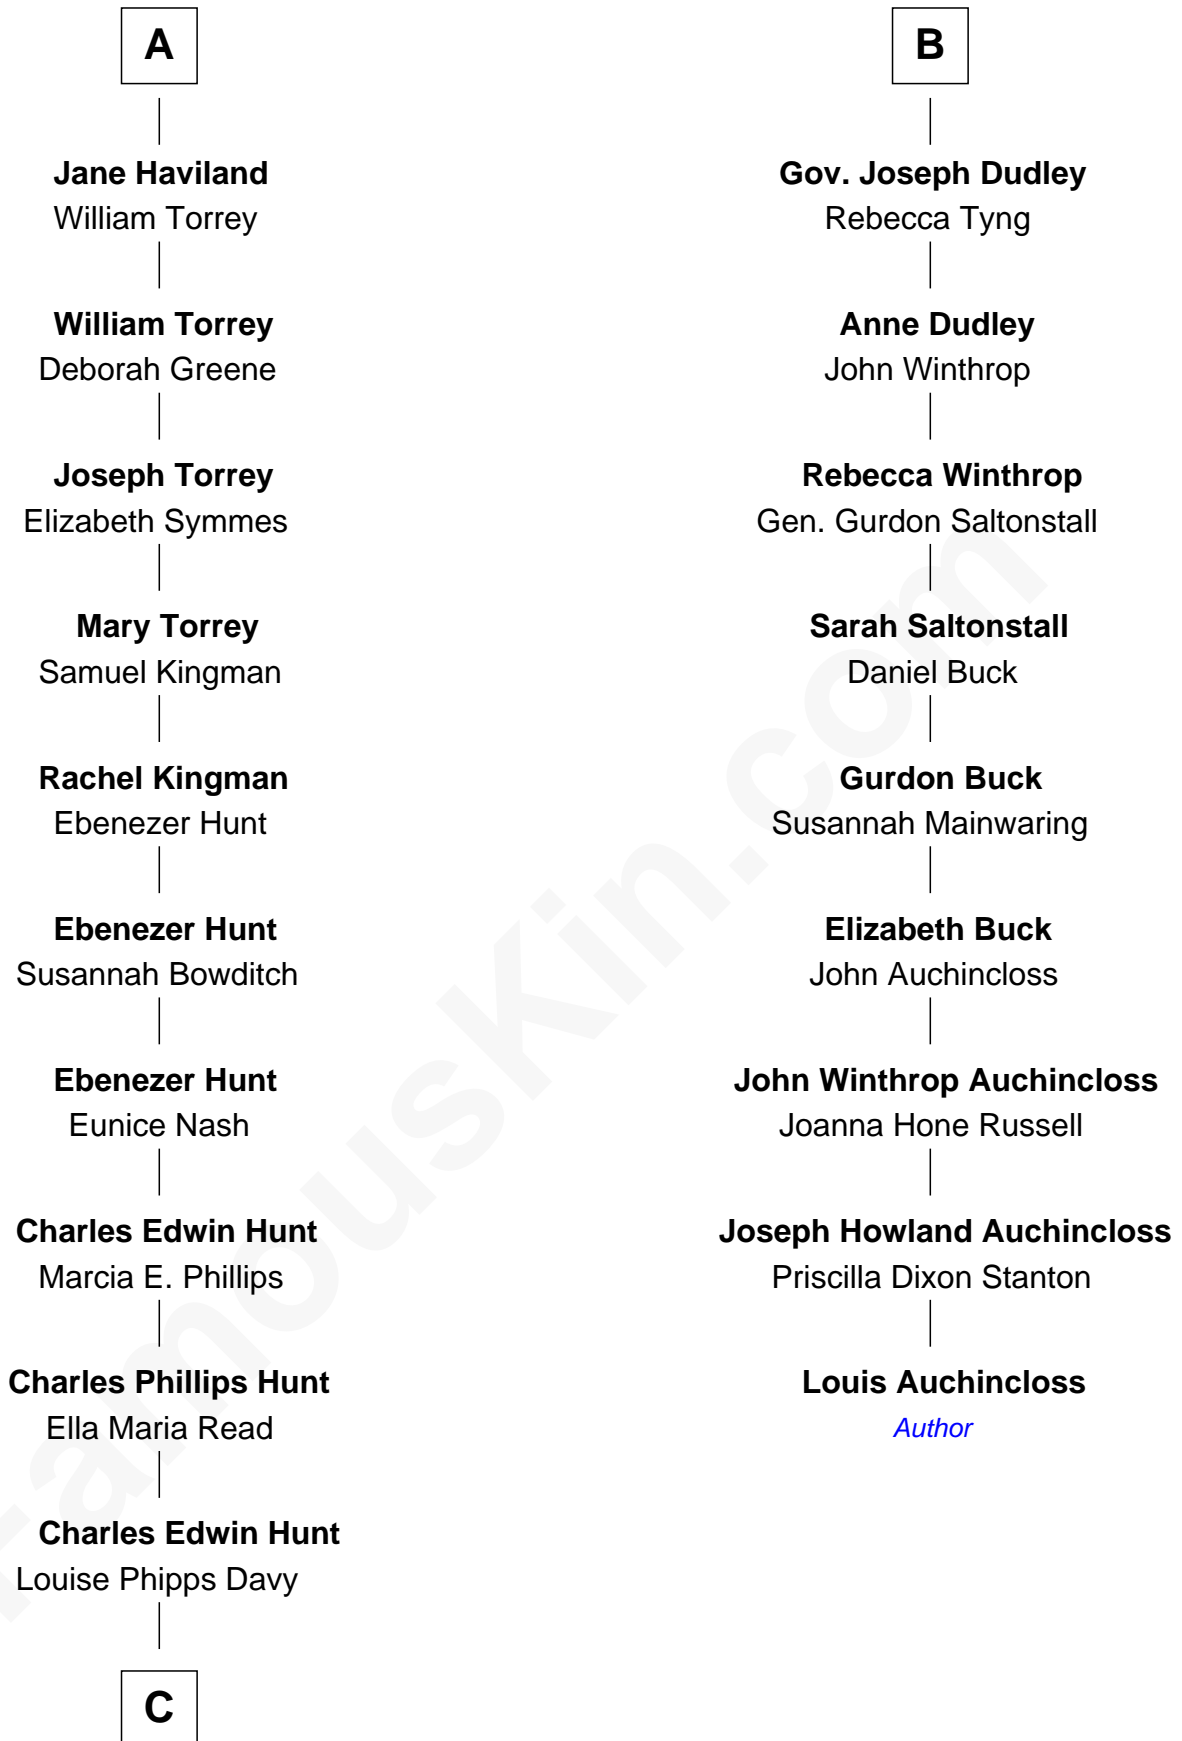 A
Jane Haviland
William Torrey
William Torrey
Deborah Greene
Joseph Torrey
Elizabeth Symmes
Mary Torrey
Samuel Kingman
Rachel Kingman
Ebenezer Hunt
Ebenezer Hunt
Susannah Bowditch
Ebenezer Hunt
Eunice Nash
Charles Edwin Hunt
Marcia E. Phillips
Charles Phillips Hunt
Ella Maria Read
Charles Edwin Hunt
Louise Phipps Davy
C
B
Gov. Joseph Dudley
Rebecca Tyng
Anne Dudley
John Winthrop
Rebecca Winthrop
Gen. Gurdon Saltonstall
Sarah Saltonstall
Daniel Buck
Gurdon Buck
Susannah Mainwaring
Elizabeth Buck
John Auchincloss
John Winthrop Auchincloss
Joanna Hone Russell
Joseph Howland Auchincloss
Priscilla Dixon Stanton
Louis Auchincloss
Author
FamousKin.com